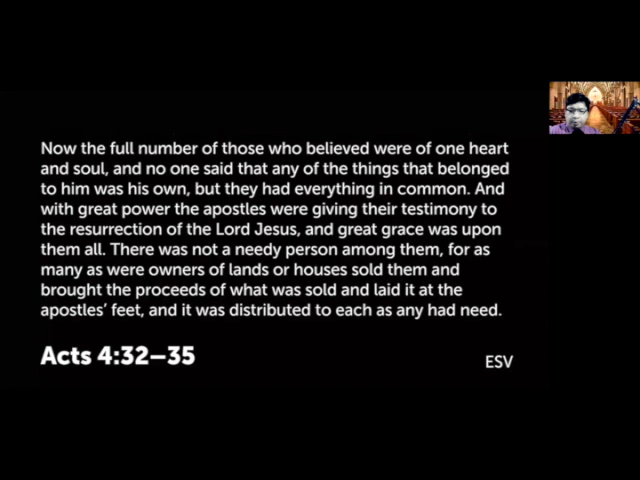 Now the full number of those who believed were of one heart
and soul, and no one said that any of the things that belonged
to him was his own, but they had everything in common. And
with great power the apostles were giving their testimony to
the resurrection of the Lord Jesus, and great grace was upon
them all. There was not a needy person among them, for as
many as were owners of lands or houses sold them and
brought the proceeds of what was sold and laid it at the
apostles’ feet, and it was distributed to each as any had need.
Acts 4:32–35
ESV